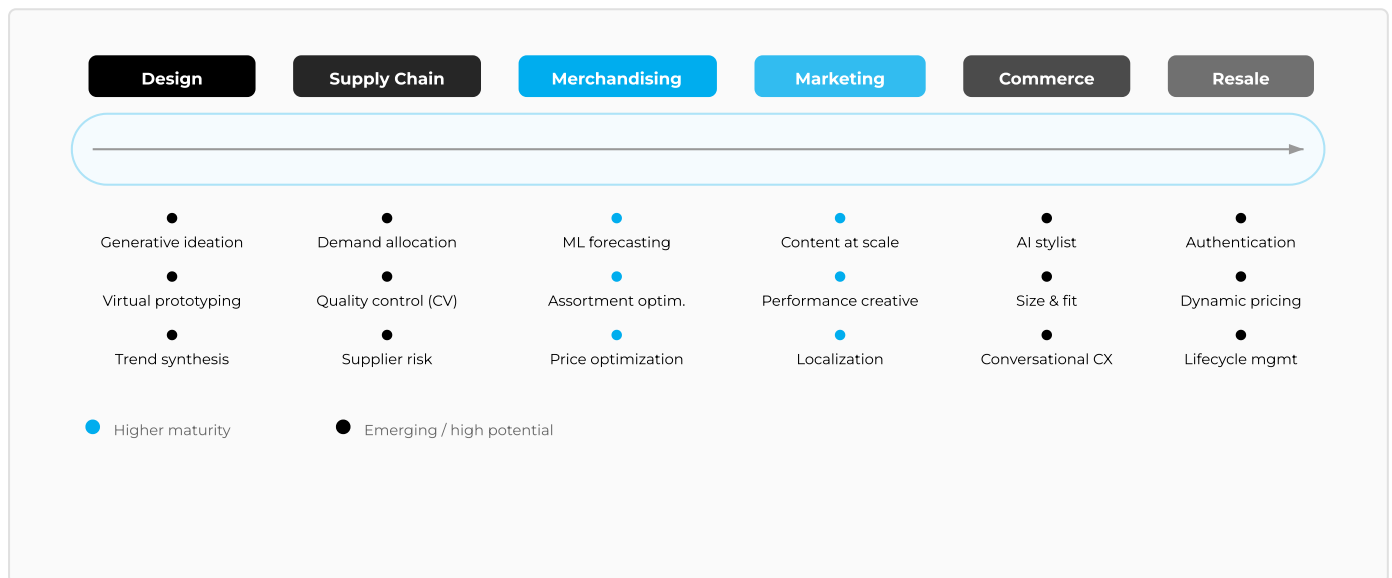 Design
Supply Chain
Merchandising
Marketing
Commerce
Resale
Generative ideation
Demand allocation
ML forecasting
Content at scale
AI stylist
Authentication
Virtual prototyping
Quality control (CV)
Assortment optim.
Performance creative
Size & fit
Dynamic pricing
Trend synthesis
Supplier risk
Price optimization
Localization
Conversational CX
Lifecycle mgmt
Higher maturity
Emerging / high potential